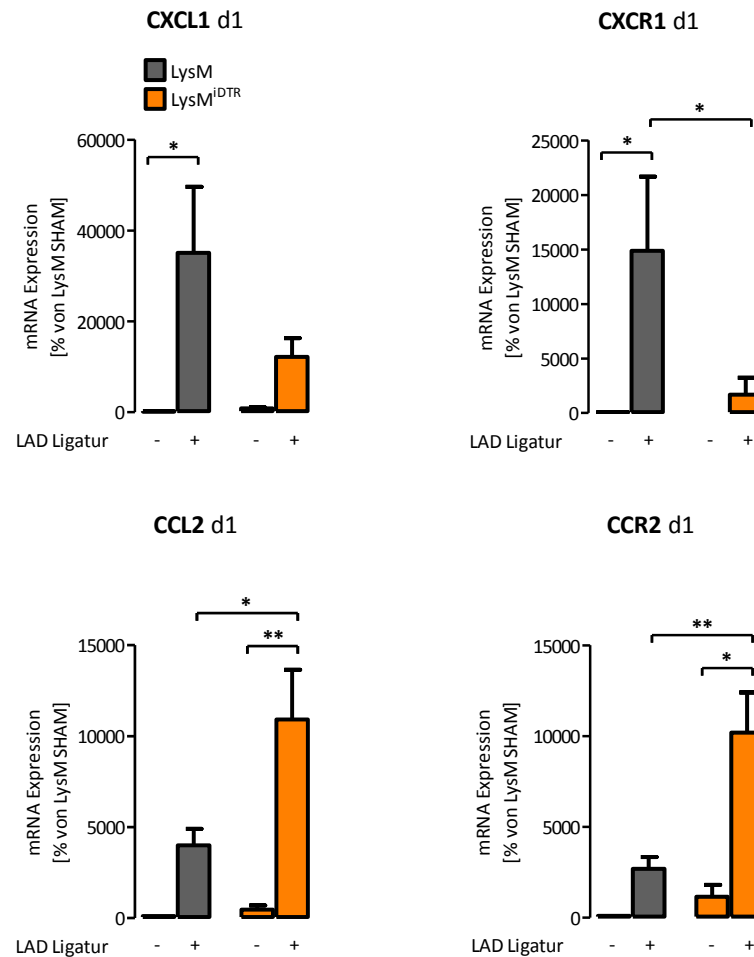 CXCL1 d1
LysM
LysM^iDTR
*
60000
40000
20000
0
mRNA Expression
[% von LysM SHAM]
LAD Ligatur - + - +
CXCR1 d1
*
*
25000
20000
15000
10000
5000
0
mRNA Expression
[% von LysM SHAM]
LAD Ligatur - + - +
CCL2 d1
*
**
15000
10000
5000
0
mRNA Expression
[% von LysM SHAM]
LAD Ligatur - + - +
CCR2 d1
**
*
15000
10000
5000
0
mRNA Expression
[% von LysM SHAM]
LAD Ligatur - + - +